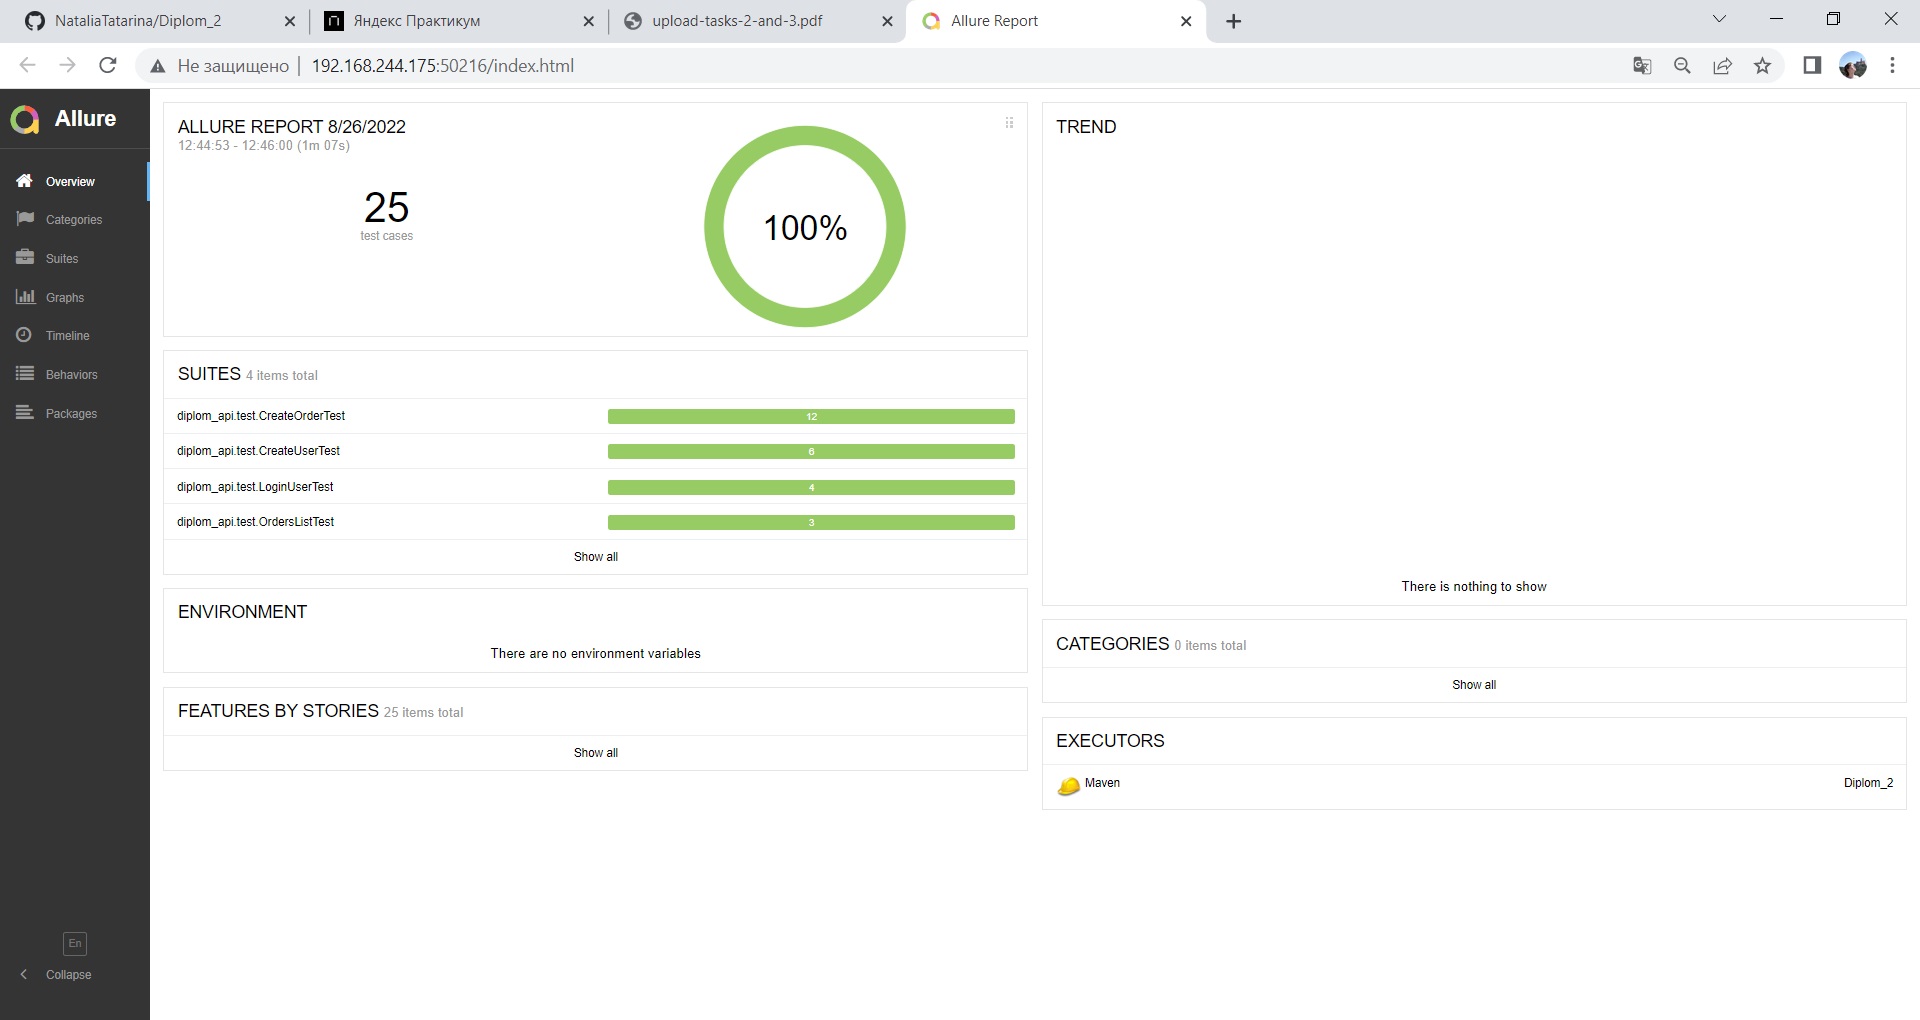 NataliaTatarina/Diplom_2
Яндекс Практикум
upload-tasks-2-and-3.pdf
Allure Report
Не защищено
192.168.244.175:50216/index.html
Allure
Overview
Categories
Suites
Graphs
Timeline
Behaviors
Packages
En
Collapse
ALLURE REPORT 8/26/2022
12:44:53 - 12:46:00 (1m 07s)
25
test cases
100%
SUITES 4 items total
diplom_api.test.CreateOrderTest 12
diplom_api.test.CreateUserTest 6
diplom_api.test.LoginUserTest 4
diplom_api.test.OrdersListTest 3
Show all
ENVIRONMENT
There are no environment variables
FEATURES BY STORIES 25 items total
Show all
TREND
There is nothing to show
CATEGORIES 0 items total
Show all
EXECUTORS
Maven Diplom_2